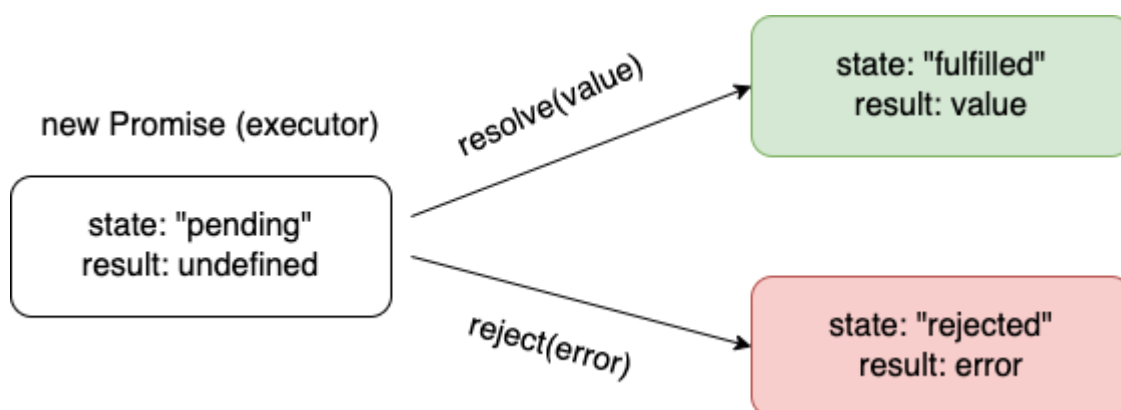 new Promise (executor)
state: "pending"
result: undefined
resolve(value)
reject(error)
state: "fulfilled"
result: value
state: "rejected"
result: error